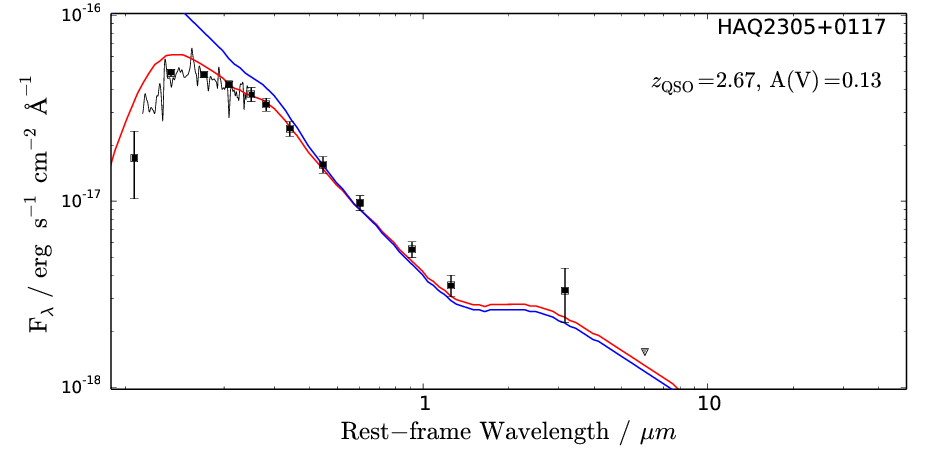 HAQ2305+0117
z_QSO=2.67, A(V)=0.13
10^-16
10^-17
10^-18
F_λ / erg s^−1 cm^−2 Å^−1
1 10
Rest−frame Wavelength / μm